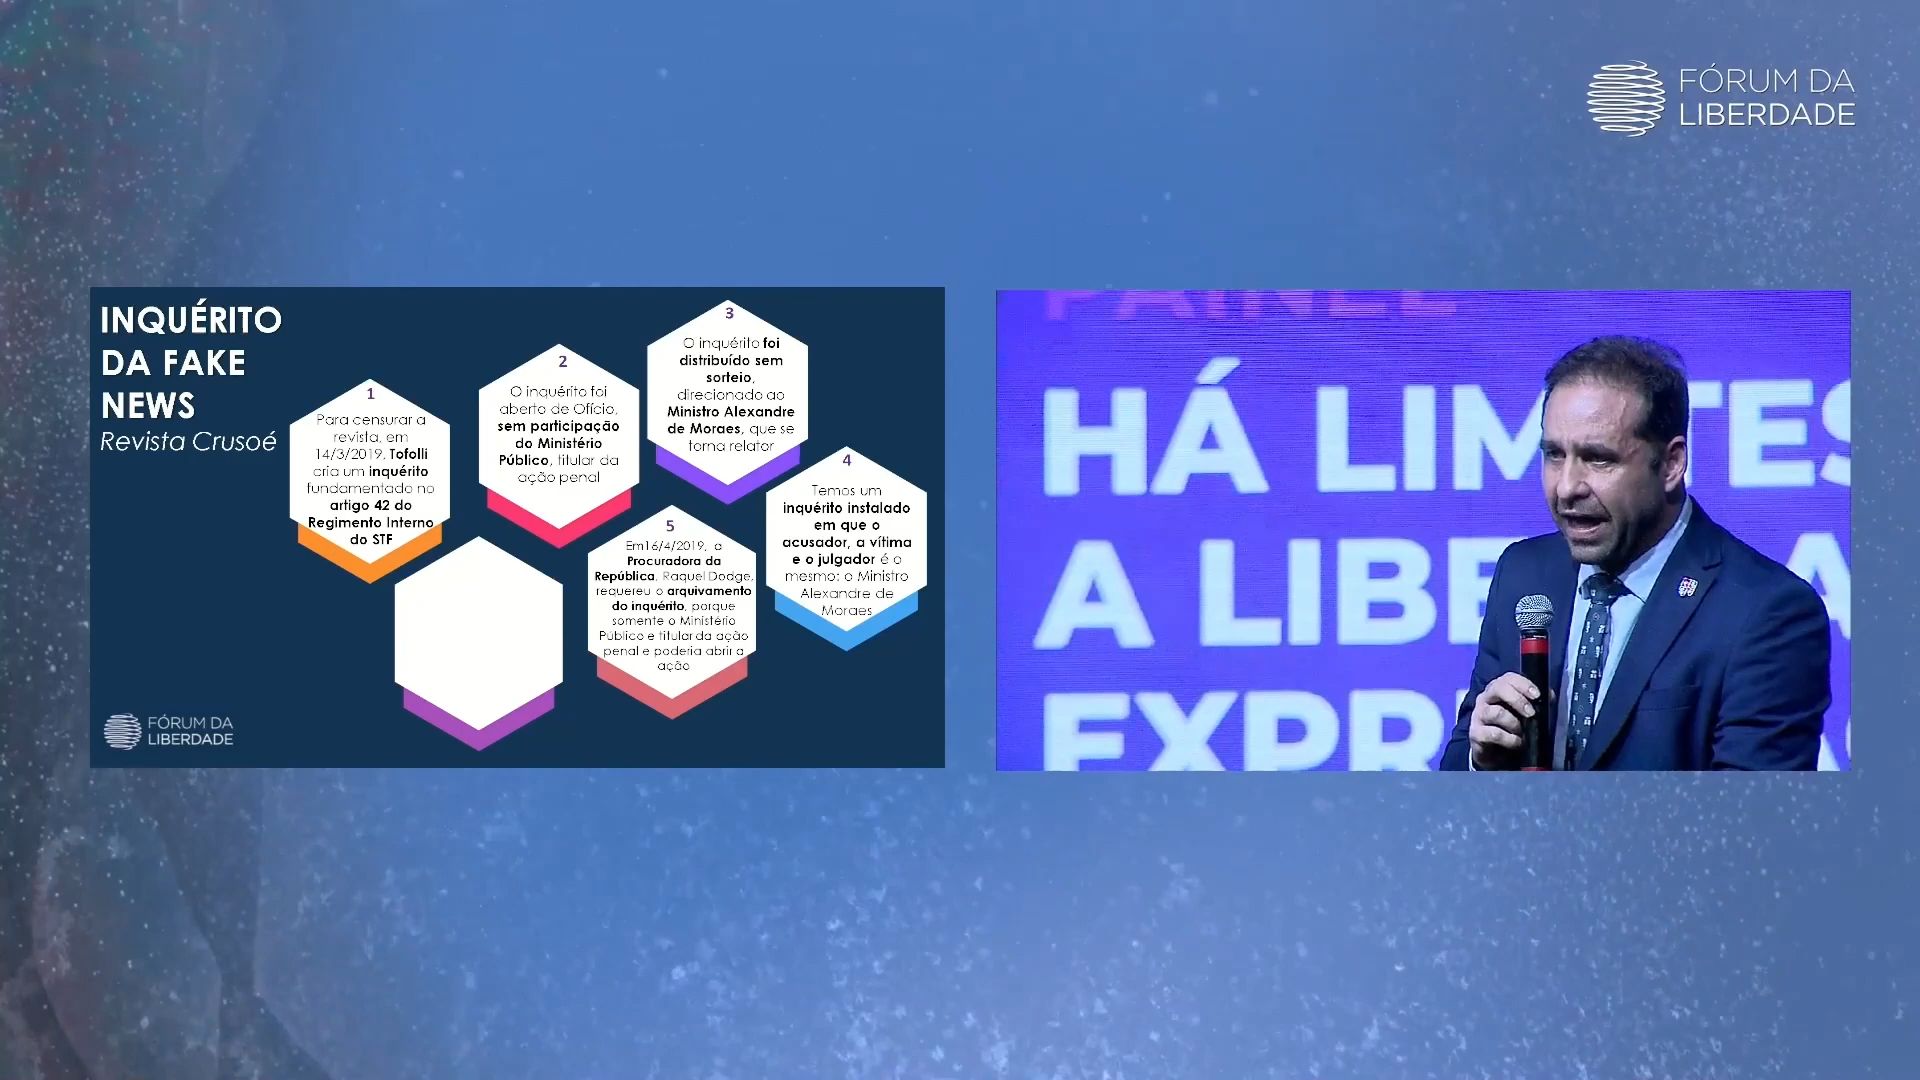 FÓRUM DA
LIBERDADE
INQUÉRITO
DA FAKE
NEWS
Revista Crusoé
1
Para censurar a
revista, em
14/3/2019, Tofolli
cria um inquérito
fundamentado no
artigo 42 do
Regimento Interno
do STF
2
O inquérito foi
aberto de Ofício,
sem participação
do Ministério
Público, titular da
ação penal
3
O inquérito foi
distribuído sem
sorteio,
direcionado ao
Ministro Alexandre
de Moraes, que se
torna relator
4
Temos um
inquérito instalado
em que o
acusador, a vítima
e o julgador é o
mesmo: o Ministro
Alexandre de
Moraes
5
Em16/4/2019, a
Procuradora da
República, Raquel Dodge,
requereu o arquivamento
do inquérito, porque
somente o Ministério
Público e titular da ação
penal e poderia abrir a
ação
FÓRUM DA
LIBERDADE
PAINEL
HÁ LIM TES
A LIBE A
EXPR